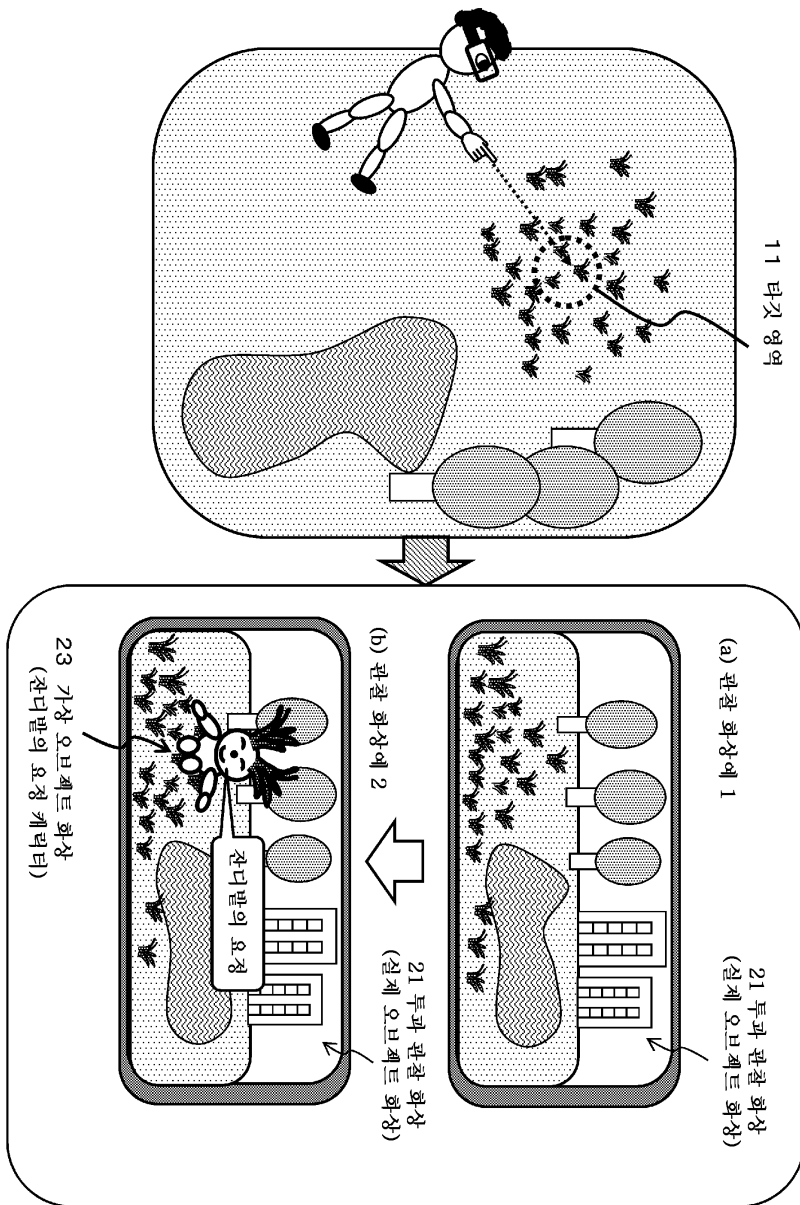 11 타깃 영역
(a) 관찰 화상예 1
21 투과 관찰 화상
(실제 오브젝트 화상)
(b) 관찰 화상예 2
21 투과 관찰 화상
(실제 오브젝트 화상)
잔디밭의 요정
23 가상 오브젝트 화상
(잔디밭의 요정 캐릭터)